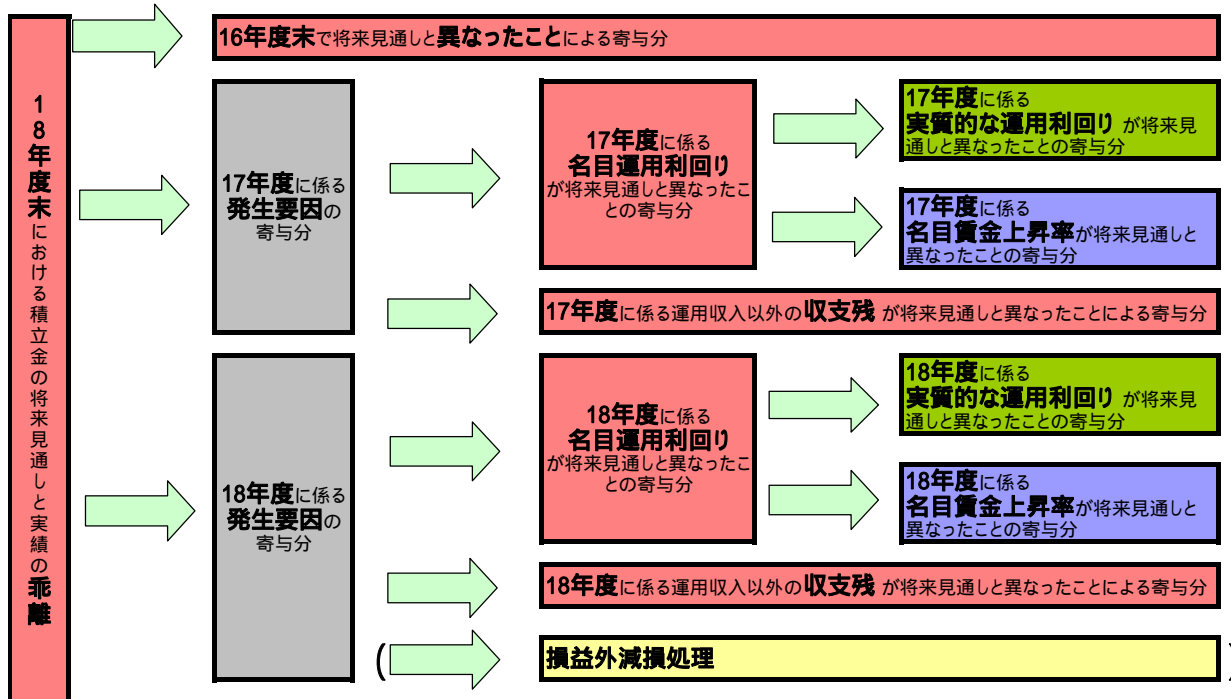 18年度末における積立金の将来見通しと実績の乖離
16年度末で将来見通しと異なったことによる寄与分
17年度に係る
発生要因の
寄与分
17年度に係る
名目運用利回り
が将来見通しと異なったこ
との寄与分
17年度に係る
実質的な運用利回り が将来見
通しと異なったことの寄与分
17年度に係る
名目賃金上昇率が将来見通しと
異なったことの寄与分
17年度に係る運用収入以外の収支残 が将来見通しと異なったことによる寄与分
18年度に係る
発生要因の
寄与分
18年度に係る
名目運用利回り
が将来見通しと異なったこ
との寄与分
18年度に係る
実質的な運用利回り が将来見
通しと異なったことの寄与分
18年度に係る
名目賃金上昇率が将来見通しと
異なったことの寄与分
18年度に係る運用収入以外の収支残 が将来見通しと異なったことによる寄与分
( 損益外減損処理 )